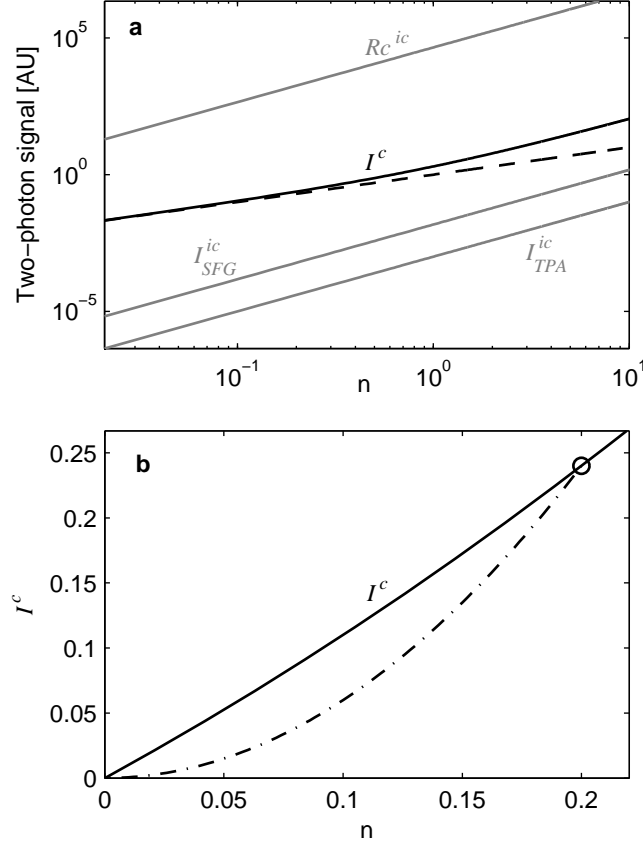 Two-photon signal [AU]
a
10^5
10^0
10^-5
Rc^ic
I^c
I^ic_SFG
I^ic_TPA
10^-1
10^0
10^1
n
I^c
b
0.25
0.2
0.15
0.1
0.05
0
I^c
0
0.05
0.1
0.15
0.2
n